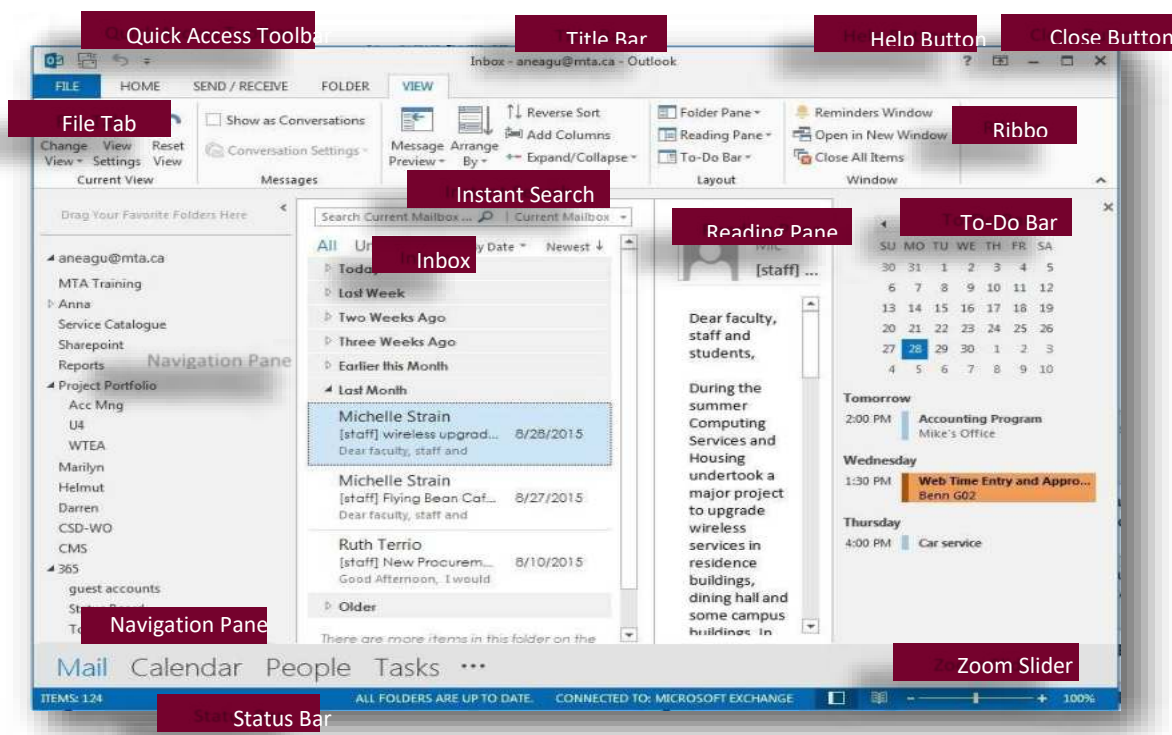 Quick Access Toolbar
Title Bar
Help Button
Close Button
Inbox - aneagu@mta.ca - Outlook
?
FILE HOME SEND / RECEIVE FOLDER VIEW
File Tab
Change View
View Settings
Reset
View
Current View
Show as Conversations
Conversation Settings
Messages
Message Preview
Arrange By
Reverse Sort
Add Columns
Expand/Collapse
Folder Pane
Reading Pane
To-Do Bar
Layout
Reminders Window
Open in New Window
Close All Items
Window
Ribbo
Instant Search
Drag Your Favorite Folders Here
aneagu@mta.ca
MTA Training
Anna
Service Catalogue
Sharepoint
Reports
Navigation Pane
Project Portfolio
Acc Mng
U4
WTEA
Marilyn
Helmut
Darren
CSD-WO
CMS
365
guest accounts
Navigation Pane
Search Current Mailbox ... Current Mailbox
All
Date Newest ↓
Inbox
Today
Last Week
Two Weeks Ago
Three Weeks Ago
Earlier this Month
Last Month
Michelle Strain
[staff] wireless upgrad... 8/28/2015
Dear faculty, staff and
Michelle Strain
[staff] Flying Bean Caf... 8/27/2015
Dear faculty, staff and
Ruth Terrio
[staff] New Procurem... 8/10/2015
Good Afternoon, I would
Older
There are more items in this folder on the
Reading Pane
[staff] ...
Dear faculty,
staff and
students,
During the
summer
Computing
Services and
Housing
undertook a
major project
to upgrade
wireless
services in
residence
buildings,
dining hall and
some campus
buildings. In
To-Do Bar
SU MO TU WE TH FR SA
30 31 1 2 3 4 5
6 7 8 9 10 11 12
13 14 15 16 17 18 19
20 21 22 23 24 25 26
27 28 29 30 1 2 3
4 5 6 7 8 9 10
Tomorrow
2:00 PM Accounting Program
Mike's Office
Wednesday
1:30 PM Web Time Entry and Appro...
Benn G02
Thursday
4:00 PM Car service
Mail Calendar People Tasks ...
Zoom Slider
ITEMS: 124 ALL FOLDERS ARE UP TO DATE. CONNECTED TO: MICROSOFT EXCHANGE - + 100%
Status Bar